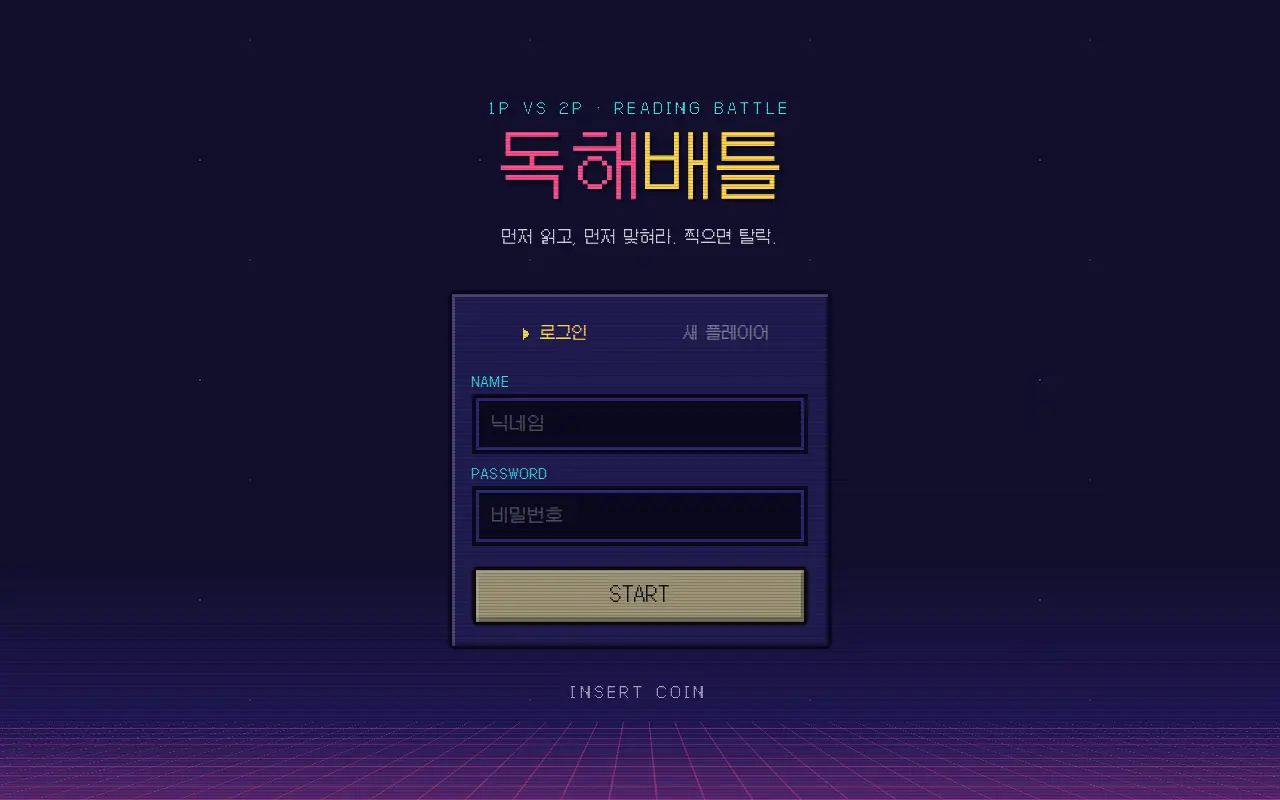 1P VS 2P · READING BATTLE
독해배틀
먼저 읽고, 먼저 맞혀라. 찍으면 탈락.
로그인 새 플레이어
NAME
닉네임
PASSWORD
비밀번호
START
INSERT COIN